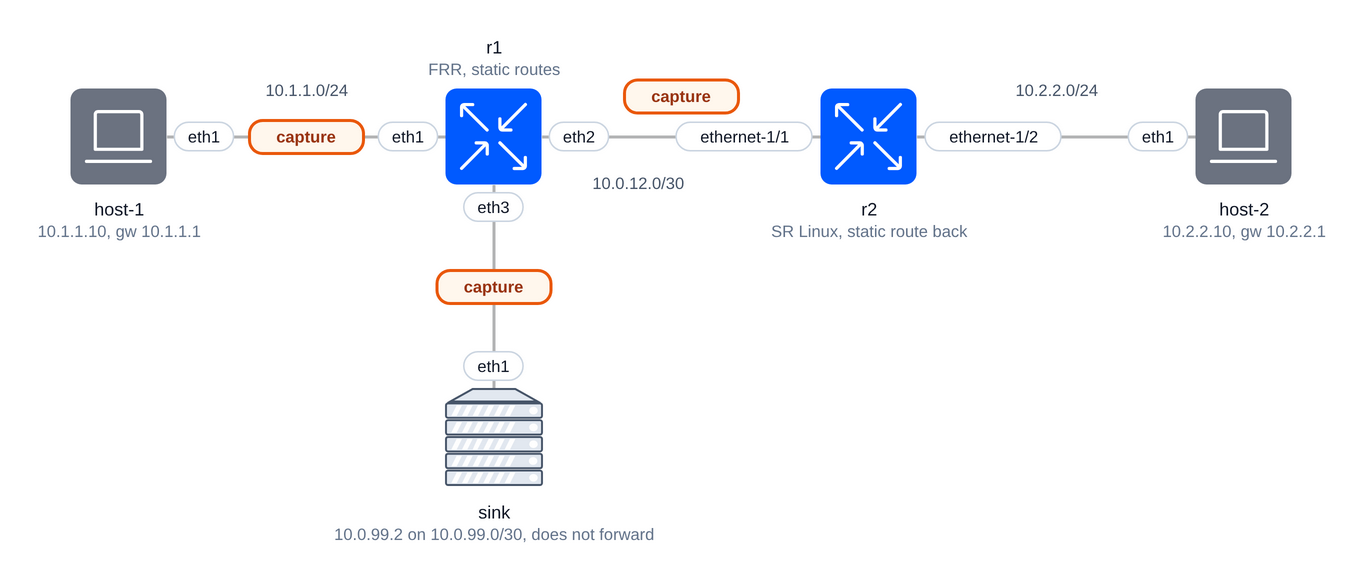 r1
FRR, static routes
10.1.1.0/24
capture
10.2.2.0/24
eth1
capture
eth1
eth2
ethernet-1/1
ethernet-1/2
eth1
10.0.12.0/30
host-1
10.1.1.10, gw 10.1.1.1
eth3
r2
SR Linux, static route back
host-2
10.2.2.10, gw 10.2.2.1
capture
eth1
sink
10.0.99.2 on 10.0.99.0/30, does not forward